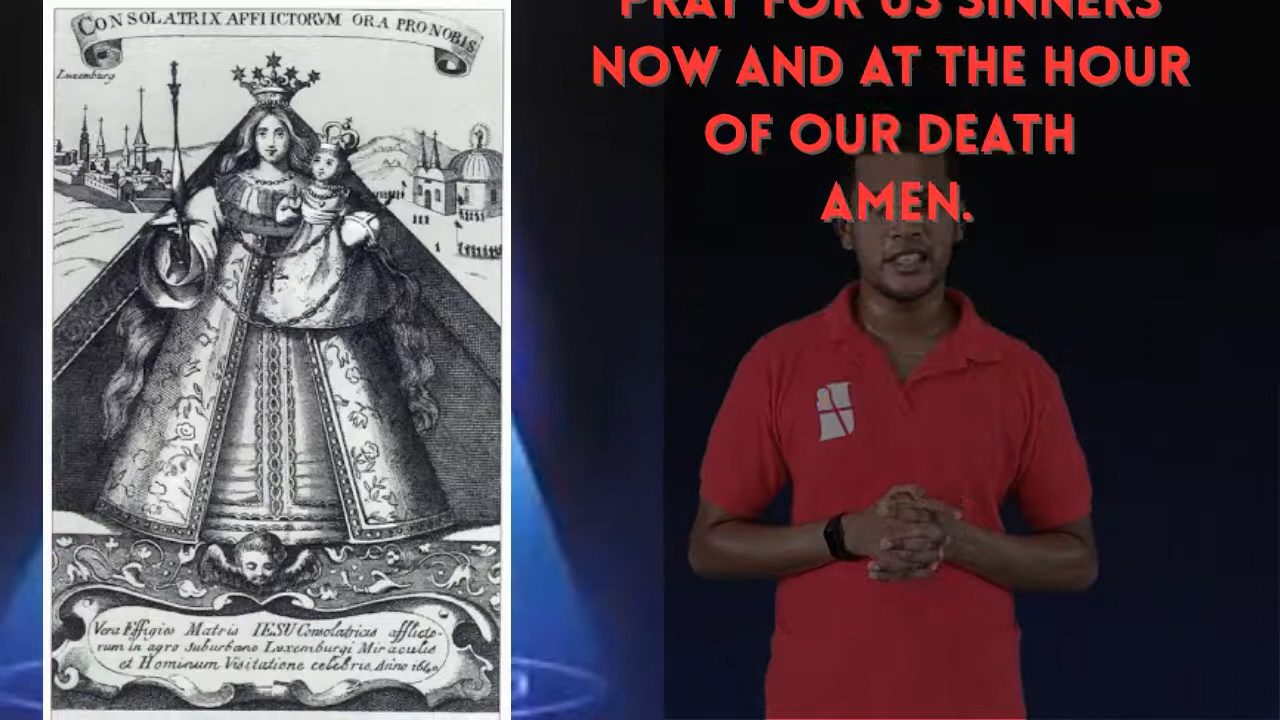 CONSOLATRIX AFFLICTORVM ORA PRO NOBIS
Luxemburg
Vera Effigies Matris IESU Consolatricis afflicto-
rum in agro suburbano Luxemburgi Miraculis
et Hominum Visitatione celebris, Anno 1640
PRAY FOR US SINNERS
NOW AND AT THE HOUR
OF OUR DEATH
AMEN.